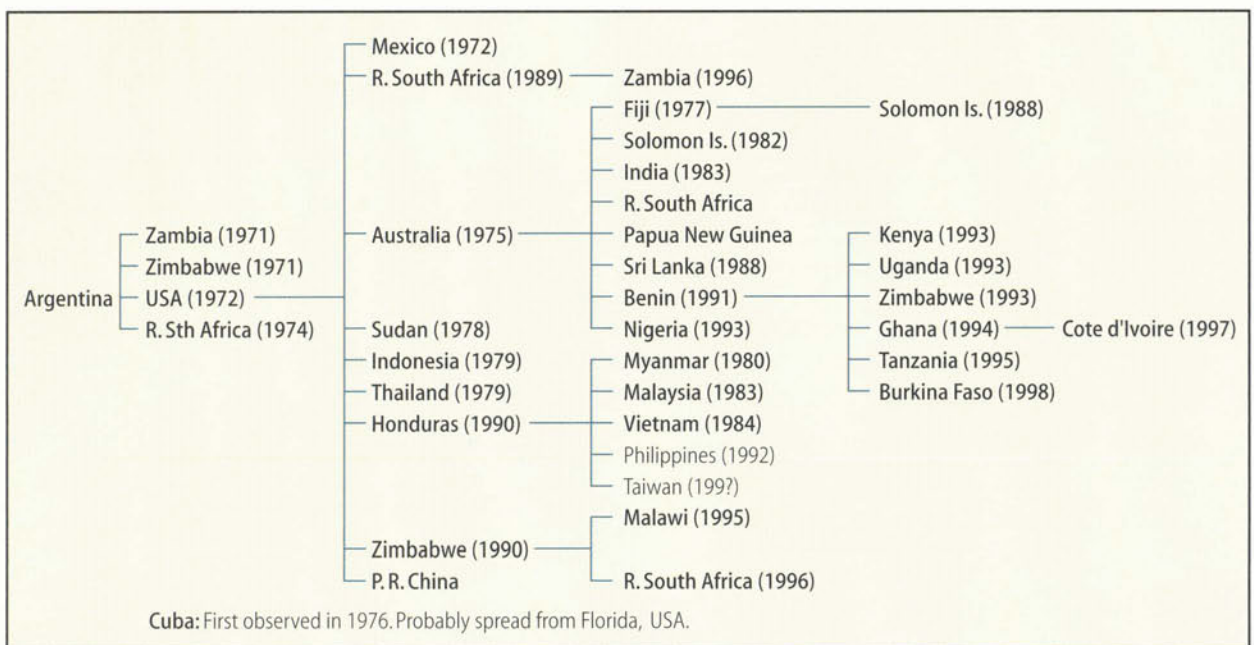 Mexico (1972)
R. South Africa (1989) Zambia (1996)
Fiji (1977) Solomon Is. (1988)
Solomon Is. (1982)
India (1983)
R. South Africa
Zambia (1971) Australia (1975) Papua New Guinea Kenya (1993)
Zimbabwe (1971) Sri Lanka (1988) Uganda (1993)
Argentina USA (1972) Benin (1991) Zimbabwe (1993)
R. Sth Africa (1974) Sudan (1978) Nigeria (1993) Ghana (1994) Cote d'Ivoire (1997)
Indonesia (1979) Myanmar (1980) Tanzania (1995)
Thailand (1979) Malaysia (1983) Burkina Faso (1998)
Honduras (1990) Vietnam (1984)
Philippines (1992)
Taiwan (199?)
Malawi (1995)
Zimbabwe (1990)
P. R. China R. South Africa (1996)
Cuba: First observed in 1976. Probably spread from Florida, USA.